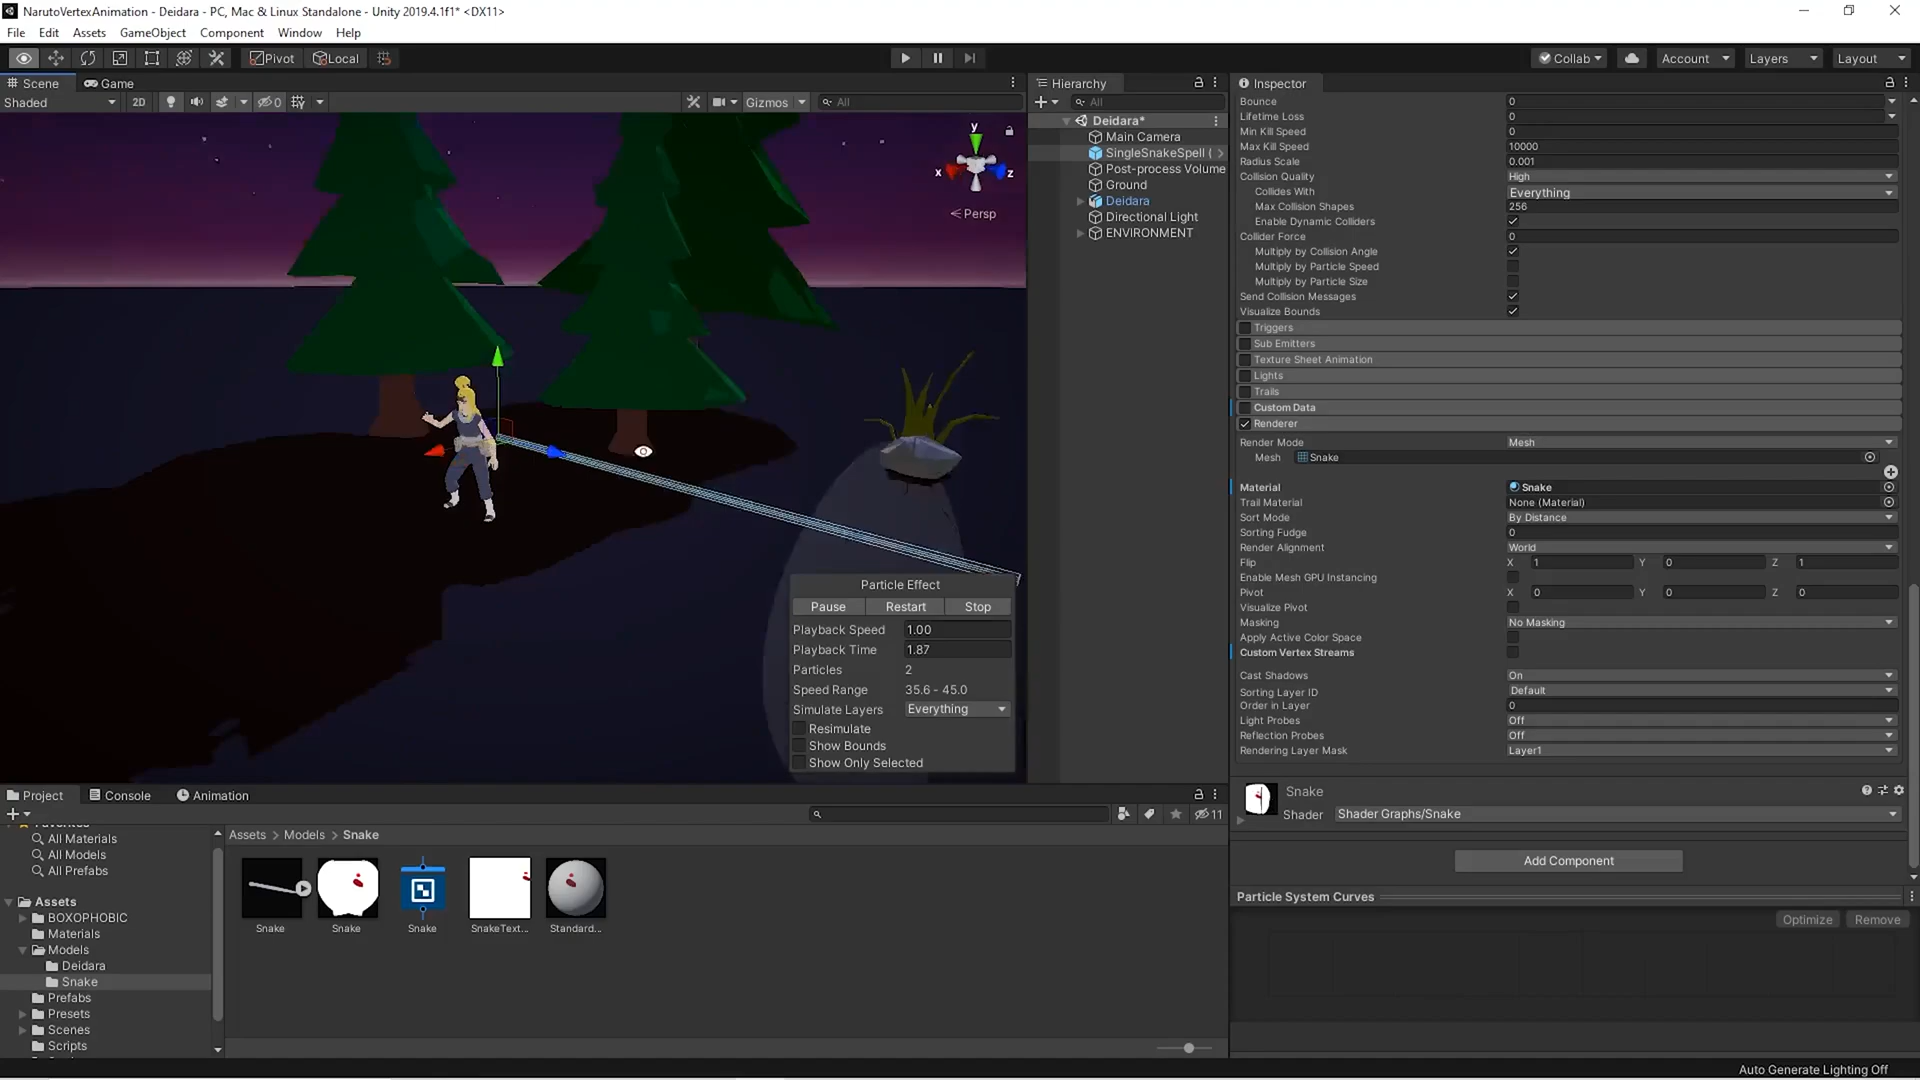 NarutoVertexAnimation - Deidara - PC, Mac & Linux Standalone - Unity 2019.4.1f1* <DX11>
File Edit Assets GameObject Component Window Help
Pivot Local Collab Account Layers Layout
Scene Game
Shaded 2D 0 Gizmos All
y
x z
Persp
Particle Effect
Pause Restart Stop
Playback Speed 1.00
Playback Time 1.87
Particles 2
Speed Range 35.6 - 45.0
Simulate Layers Everything
Resimulate
Show Bounds
Show Only Selected
Hierarchy
All
Deidara*
Main Camera
SingleSnakeSpell (
Post-process Volume
Ground
Deidara
Directional Light
ENVIRONMENT
Inspector
Bounce 0
Lifetime Loss 0
Min Kill Speed 0
Max Kill Speed 10000
Radius Scale 0.001
Collision Quality High
Collides With Everything
Max Collision Shapes 256
Enable Dynamic Colliders
Collider Force 0
Multiply by Collision Angle
Multiply by Particle Speed
Multiply by Particle Size
Send Collision Messages
Visualize Bounds
Triggers
Sub Emitters
Texture Sheet Animation
Lights
Trails
Custom Data
Renderer
Render Mode Mesh
Mesh Snake
Material Snake
Trail Material None (Material)
Sort Mode By Distance
Sorting Fudge 0
Render Alignment World
Flip X 1 Y 0 Z 1
Enable Mesh GPU Instancing
Pivot X 0 Y 0 Z 0
Visualize Pivot
Masking No Masking
Apply Active Color Space
Custom Vertex Streams
Cast Shadows On
Sorting Layer ID Default
Order in Layer 0
Light Probes Off
Reflection Probes Off
Rendering Layer Mask Layer1
Snake
Shader Shader Graphs/Snake
Add Component
Particle System Curves
Optimize Remove
Project Console Animation
11
All Materials
All Models
All Prefabs
Assets
BOXOPHOBIC
Materials
Models
Deidara
Snake
Prefabs
Presets
Scenes
Scripts
Assets > Models > Snake
Snake Snake Snake SnakeText... Standard...
Auto Generate Lighting Off